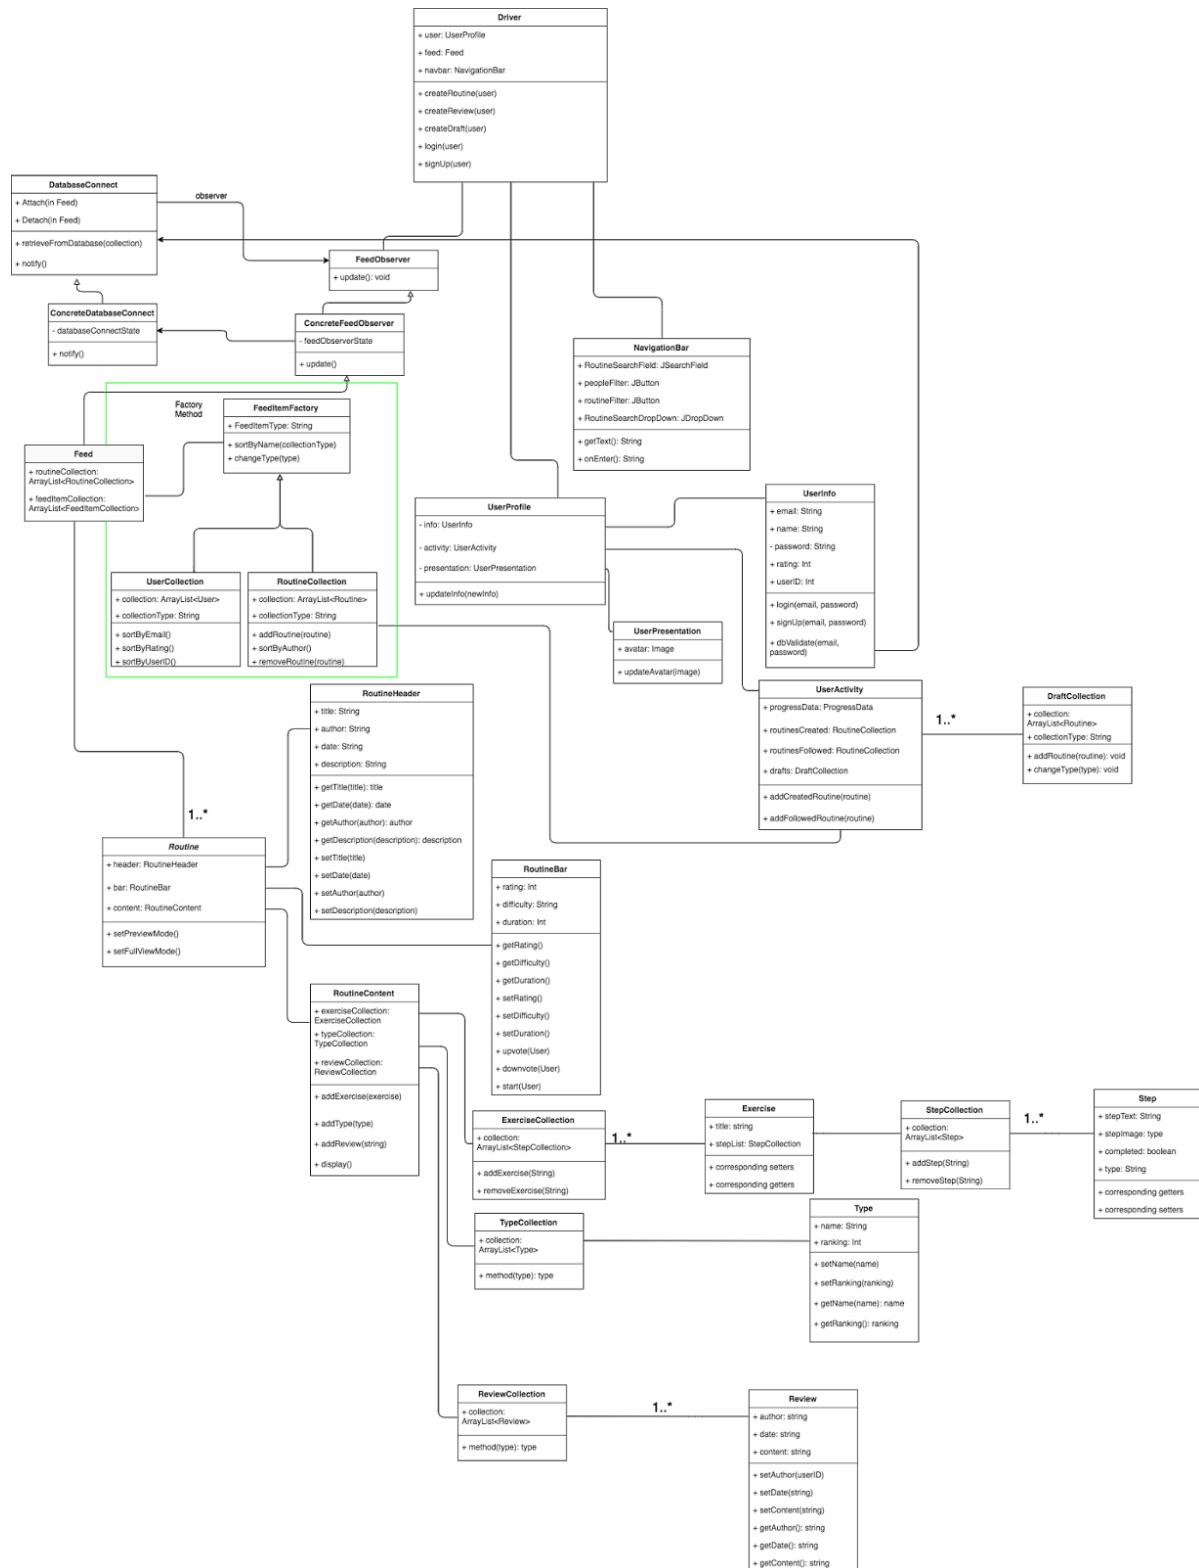 Driver
+ user: UserProfile
+ feed: Feed
+ navbar: NavigationBar
+ createRoutine(user)
+ createReview(user)
+ createDraft(user)
+ login(user)
+ signUp(user)
DatabaseConnect
+ Attach(in Feed)
+ Detach(in Feed)
+ retrieveFromDatabase(collection)
+ notify()
observer
FeedObserver
+ update(): void
ConcreteDatabaseConnect
- databaseConnectState
+ notify()
ConcreteFeedObserver
- feedObserverState
+ update()
NavigationBar
+ RoutineSearchField: JSearchField
+ peopleFilter: JButton
+ routineFilter: JButton
+ RoutineSearchDropDown: JDropDown
+ getText(): String
+ onEnter(): String
Factory
Method
FeedItemFactory
+ FeedItemType: String
+ sortByName(collectionType)
+ changeType(type)
Feed
+ routineCollection:
ArrayList<RoutineCollection>
+ feedItemCollection:
ArrayList<FeedItemCollection>
UserProfile
- info: UserInfo
- activity: UserActivity
- presentation: UserPresentation
+ updateInfo(newInfo)
UserInfo
+ email: String
+ name: String
- password: String
+ rating: Int
+ userID: Int
+ login(email, password)
+ signUp(email, password)
+ dbValidate(email,
password)
UserCollection
+ collection: ArrayList<User>
+ collectionType: String
+ sortByEmail()
+ sortByRating()
+ sortByUserID()
RoutineCollection
+ collection: ArrayList<Routine>
+ collectionType: String
+ addRoutine(routine)
+ sortByAuthor()
+ removeRoutine(routine)
UserPresentation
+ avatar: Image
+ updateAvatar(image)
UserActivity
+ progressData: ProgressData
+ routinesCreated: RoutineCollection
+ routinesFollowed: RoutineCollection
+ drafts: DraftCollection
+ addCreatedRoutine(routine)
+ addFollowedRoutine(routine)
1..*
DraftCollection
+ collection:
ArrayList<Routine>
+ collectionType: String
+ addRoutine(routine): void
+ changeType(type): void
RoutineHeader
+ title: String
+ author: String
+ date: String
+ description: String
+ getTitle(title): title
+ getDate(date): date
+ getAuthor(author): author
+ getDescription(description): description
+ setTitle(title)
+ setDate(date)
+ setAuthor(author)
+ setDescription(description)
1..*
Routine
+ header: RoutineHeader
+ bar: RoutineBar
+ content: RoutineContent
+ setPreviewMode()
+ setFullViewMode()
RoutineBar
+ rating: Int
+ difficulty: String
+ duration: Int
+ getRating()
+ getDifficulty()
+ getDuration()
+ setRating()
+ setDifficulty()
+ setDuration()
+ upvote(User)
+ downvote(User)
+ start(User)
RoutineContent
+ exerciseCollection:
ExerciseCollection
+ typeCollection:
TypeCollection
+ reviewCollection:
ReviewCollection
+ addExercise(exercise)
+ addType(type)
+ addReview(string)
+ display()
ExerciseCollection
+ collection:
ArrayList<StepCollection>
+ addExercise(String)
+ removeExercise(String)
1..*
Exercise
+ title: string
+ stepList: StepCollection
+ corresponding setters
+ corresponding getters
StepCollection
+ collection:
ArrayList<Step>
+ addStep(String)
+ removeStep(String)
1..*
Step
+ stepText: String
+ stepImage: type
+ completed: boolean
+ type: String
+ corresponding getters
+ corresponding setters
TypeCollection
+ collection:
ArrayList<Type>
+ method(type): type
Type
+ name: String
+ ranking: Int
+ setName(name)
+ setRanking(ranking)
+ getName(name): name
+ getRanking(): ranking
ReviewCollection
+ collection:
ArrayList<Review>
+ method(type): type
1..*
Review
+ author: string
+ date: string
+ content: string
+ setAuthor(userID)
+ setDate(string)
+ setContent(string)
+ getAuthor(): string
+ getDate(): string
+ getContent(): string